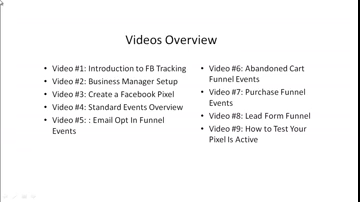 Videos Overview
• Video #1: Introduction to FB Tracking
• Video #2: Business Manager Setup
• Video #3: Create a Facebook Pixel
• Video #4: Standard Events Overview
• Video #5: : Email Opt In Funnel
Events
• Video #6: Abandoned Cart
Funnel Events
• Video #7: Purchase Funnel
Events
• Video #8: Lead Form Funnel
• Video #9: How to Test Your
Pixel Is Active